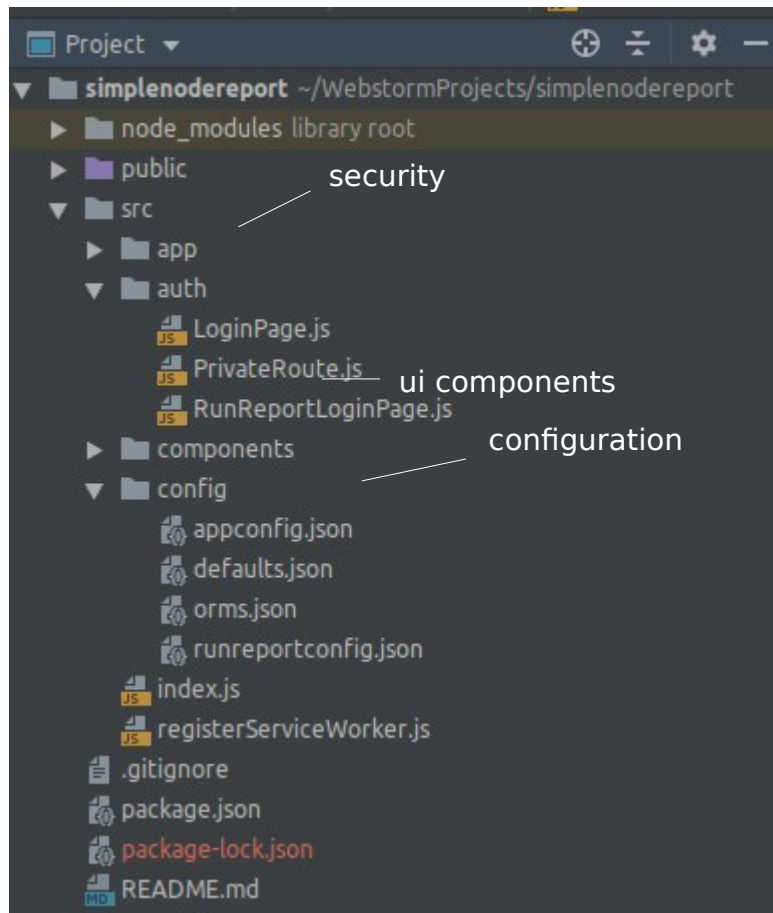 Project
simplenodereport ~/WebstormProjects/simplenodereport
node_modules library root
public
security
src
app
auth
LoginPage.js
PrivateRoute.js
ui components
RunReportLoginPage.js
configuration
components
config
appconfig.json
defaults.json
orms.json
runreportconfig.json
index.js
registerServiceWorker.js
.gitignore
package.json
package-lock.json
README.md